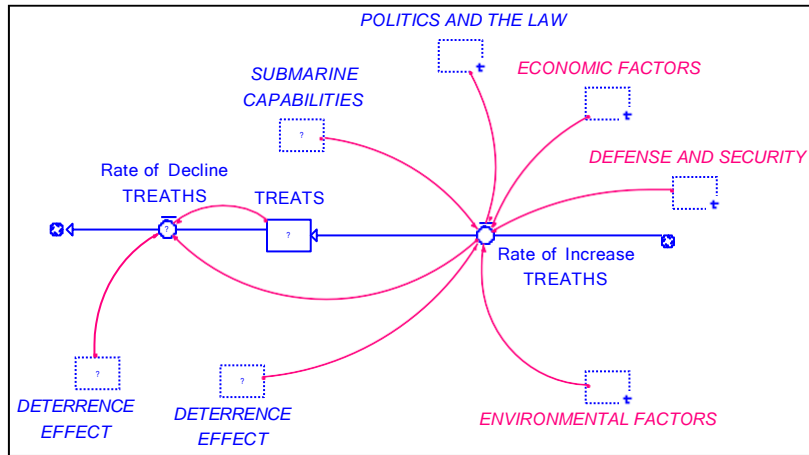 POLITICS AND THE LAW
t
SUBMARINE
CAPABILITIES
?
ECONOMIC FACTORS
t
DEFENSE AND SECURITY
t
Rate of Decline
TREATHS
?
TREATS
?
Rate of Increase
TREATHS
?
DETERRENCE
EFFECT
?
DETERRENCE
EFFECT
t
ENVIRONMENTAL FACTORS